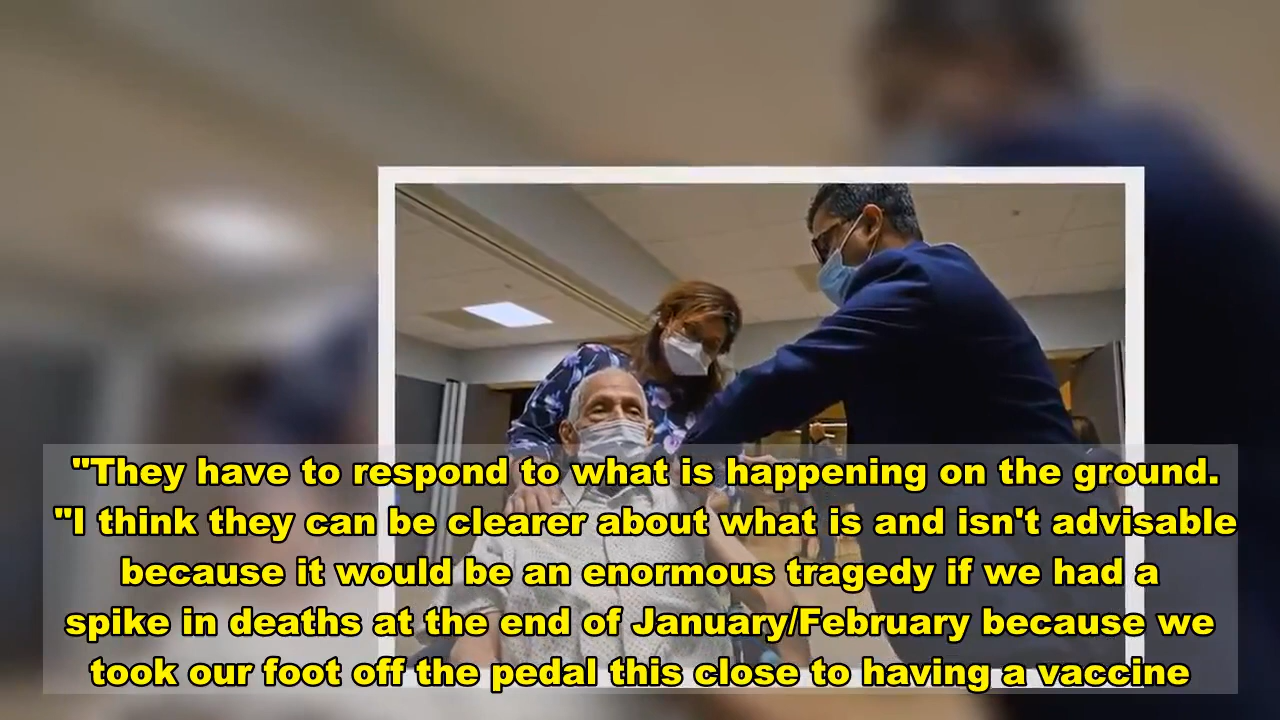 "They have to respond to what is happening on the ground.
"I think they can be clearer about what is and isn't advisable
because it would be an enormous tragedy if we had a
spike in deaths at the end of January/February because we
took our foot off the pedal this close to having a vaccine